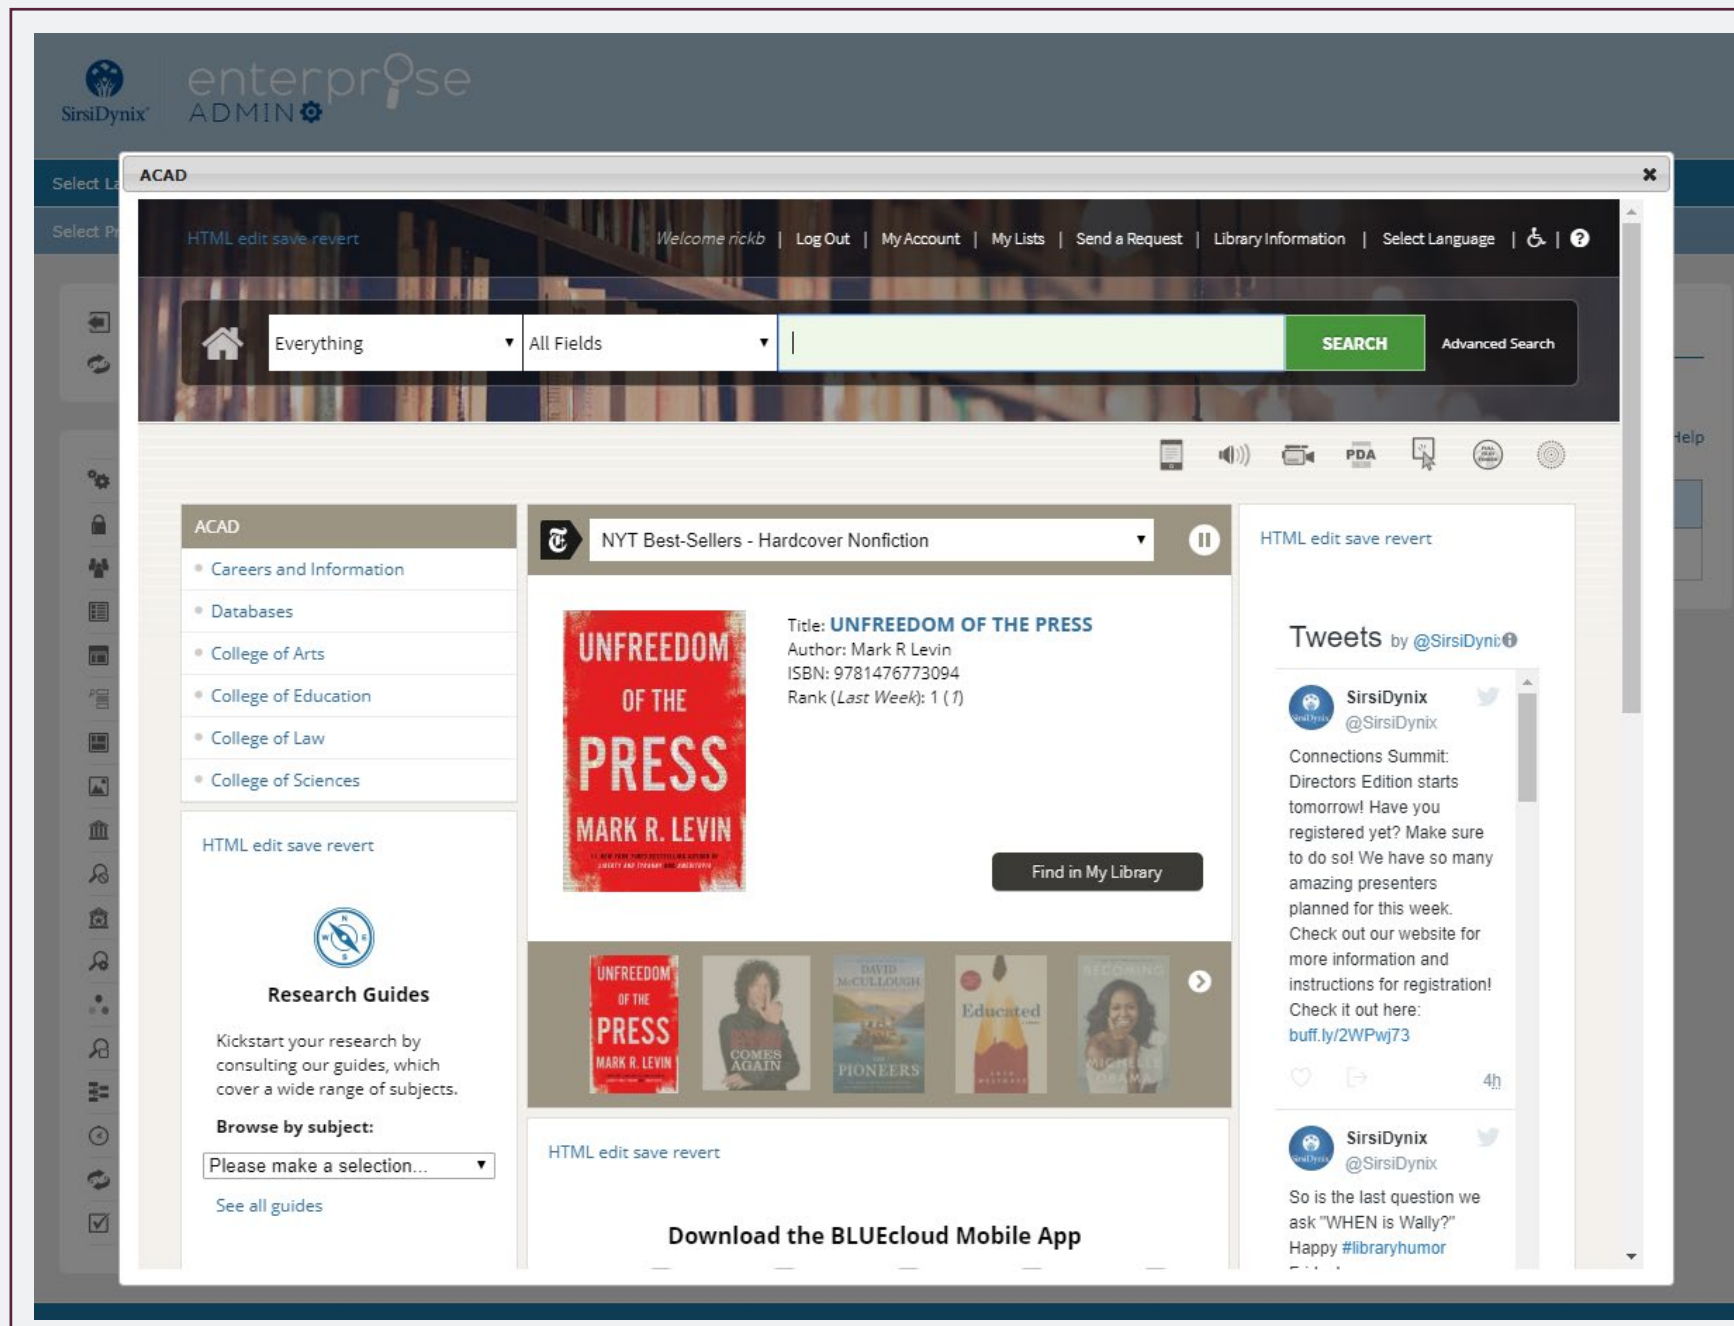 SirsiDynix
enterprise
ADMIN
Select La
ACAD
Select Pr
HTML edit save revert
Welcome rickb | Log Out | My Account | My Lists | Send a Request | Library Information | Select Language | |
Everything
All Fields
SEARCH
Advanced Search
PDA
Help
ACAD
Careers and Information
Databases
College of Arts
College of Education
College of Law
College of Sciences
HTML edit save revert
Research Guides
Kickstart your research by
consulting our guides, which
cover a wide range of subjects.
Browse by subject:
Please make a selection...
See all guides
NYT Best-Sellers - Hardcover Nonfiction
UNFREEDOM
OF THE
PRESS
MARK R. LEVIN
Title: UNFREEDOM OF THE PRESS
Author: Mark R Levin
ISBN: 9781476773094
Rank (Last Week): 1 (1)
Find in My Library
UNFREEDOM
OF THE
PRESS
MARK R. LEVIN
COMES
AGAIN
DAVID
McCULLOUGH
THE
PIONEERS
Educated
BECOMING
MICHELLE
OBAMA
HTML edit save revert
Download the BLUEcloud Mobile App
HTML edit save revert
Tweets by @SirsiDynix
SirsiDynix
@SirsiDynix
Connections Summit:
Directors Edition starts
tomorrow! Have you
registered yet? Make sure
to do so! We have so many
amazing presenters
planned for this week.
Check out our website for
more information and
instructions for registration!
Check it out here:
buff.ly/2WPwj73
4h
SirsiDynix
@SirsiDynix
So is the last question we
ask "WHEN is Wally?"
Happy #libraryhumor